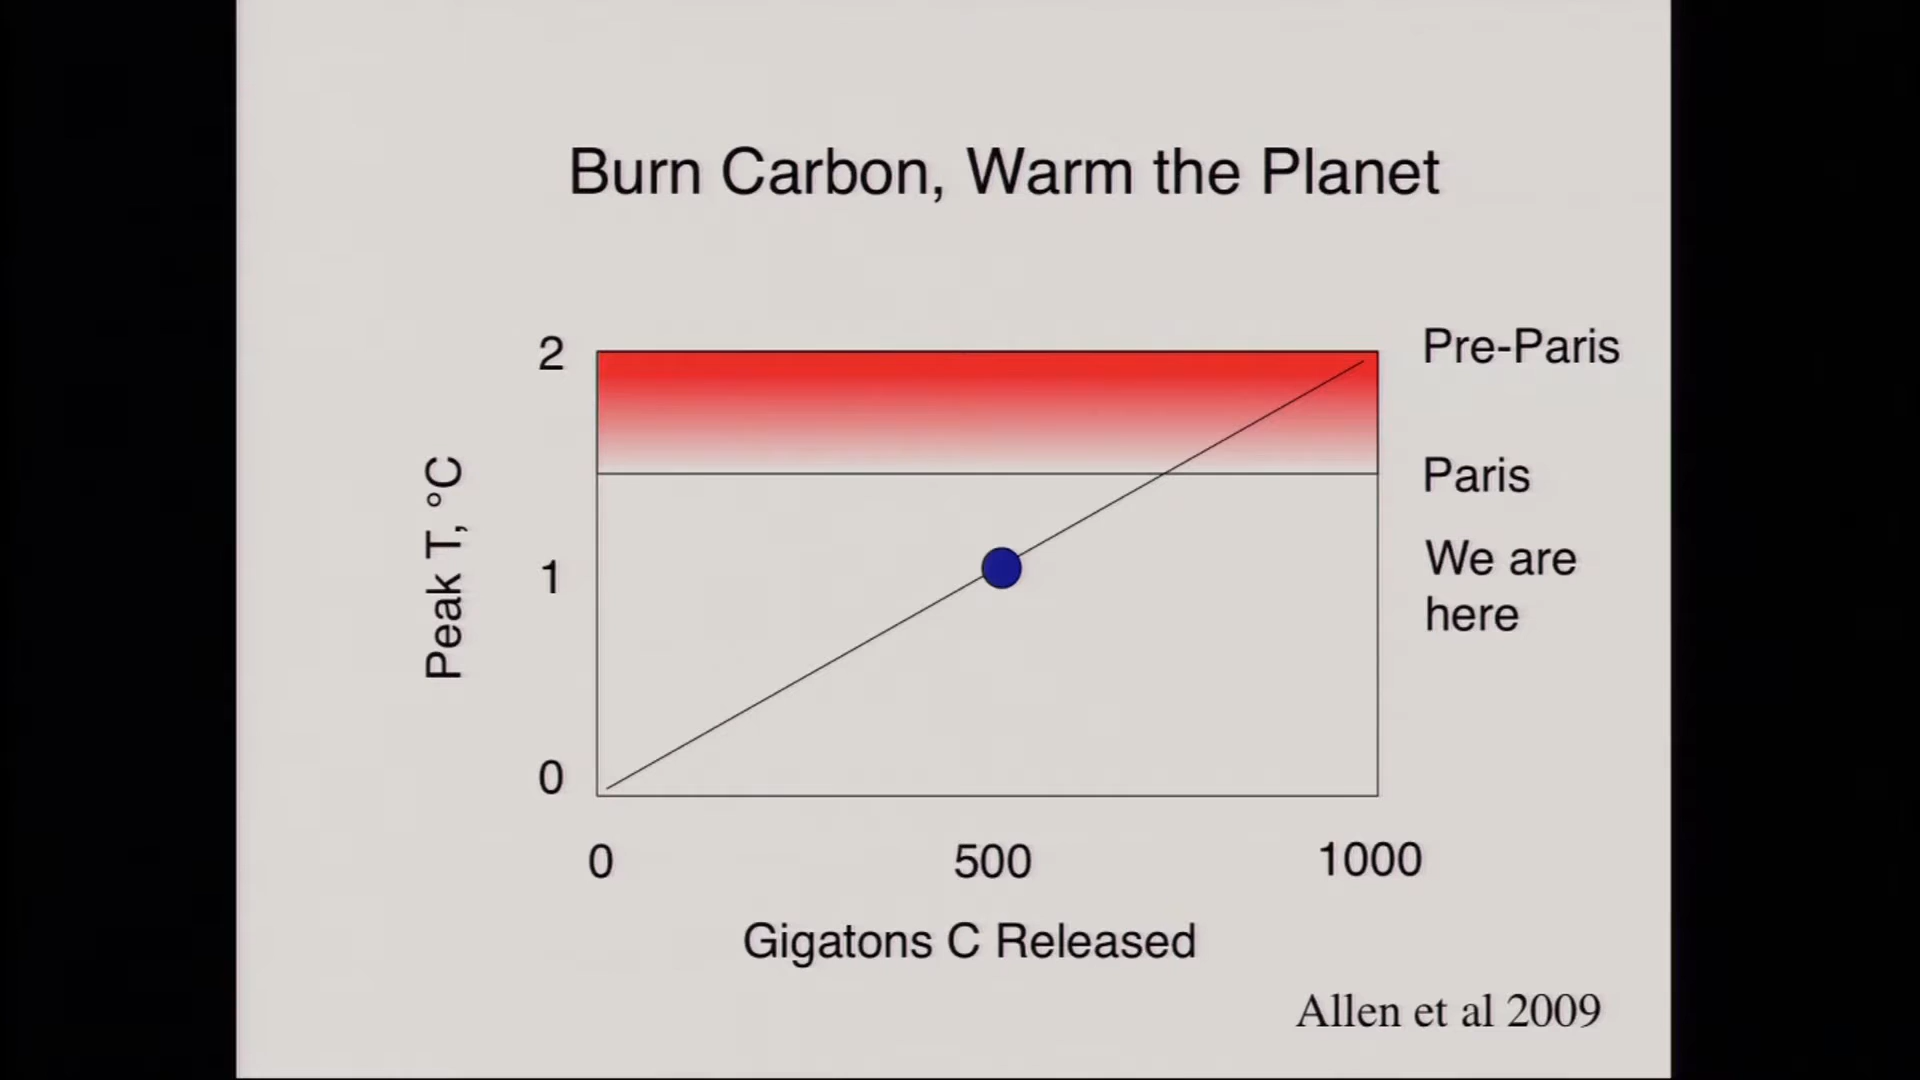 Burn Carbon, Warm the Planet
2
Pre-Paris
Paris
1
We are
here
Peak T, °C
0
0 500 1000
Gigatons C Released
Allen et al 2009